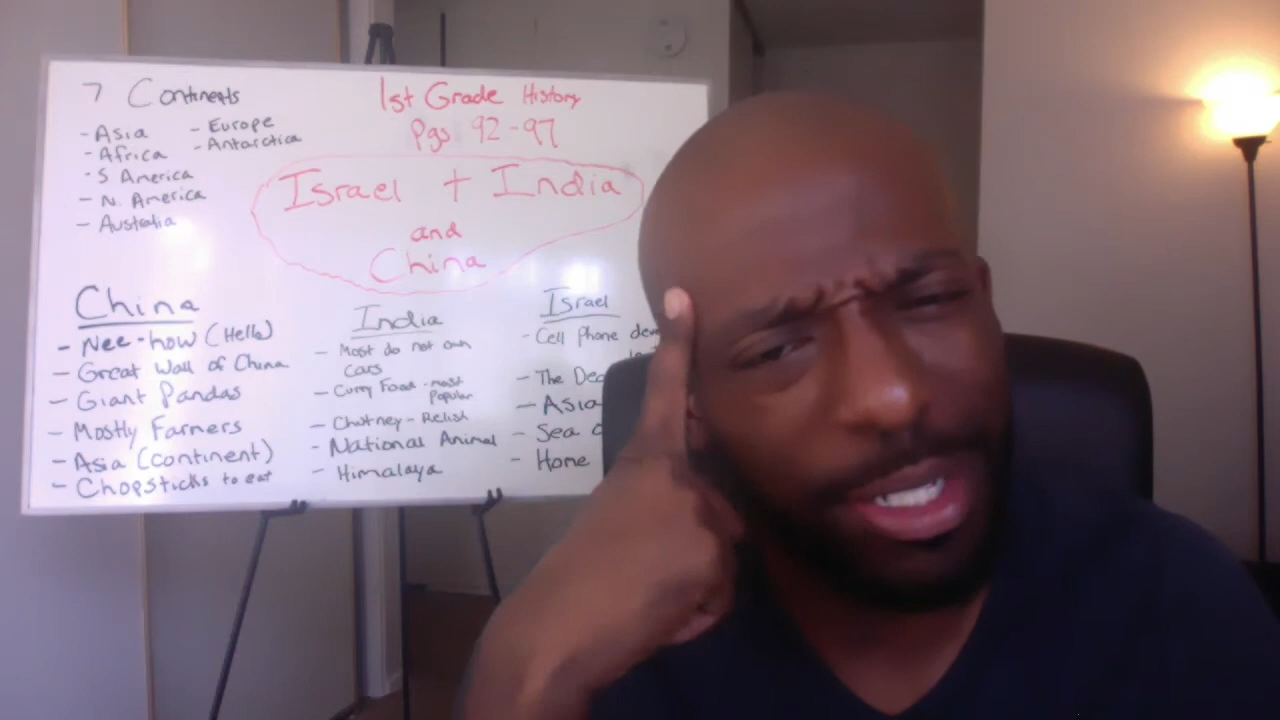 7 Continents
- Asia - Europe
- Africa - Antarctica
- S America
- N. America
- Australia
1st Grade History
Pgs 92-97
Israel + India
and
China
China
- Nee-how (Hello)
- Great Wall of China
- Giant Pandas
- Mostly Farmers
- Asia (continent)
- Chopsticks to eat
India
- Most do not own
cars
- Curry Food - most
Popular
- Chutney - Relish
- National Animal
- Himalaya
Israel
- Cell Phone
- The
- Asia
- Sea
- Home